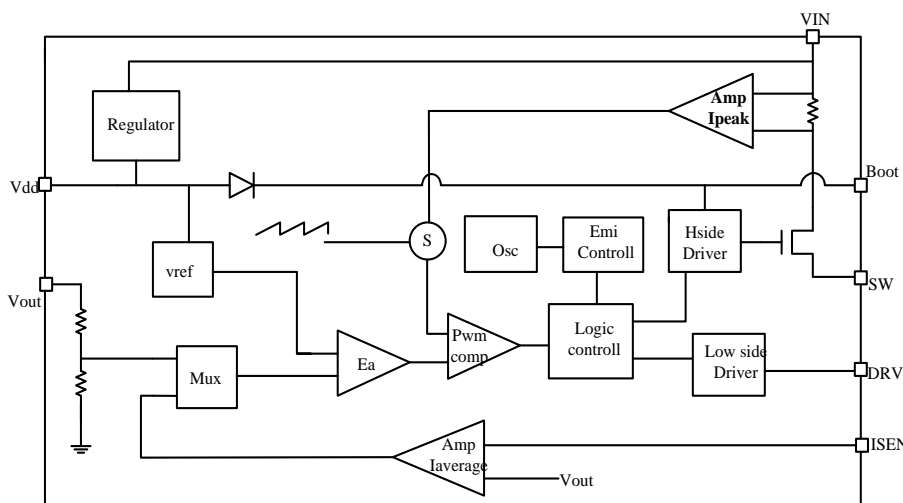 VIN
Amp
Ipeak
Regulator
Vdd
Boot
S
Osc
Emi
Controll
Hside
Driver
vref
SW
Vout
Pwm
comp
Logic
controll
Ea
Mux
Low side
Driver
DRV
Amp
Iaverage
ISEN
Vout